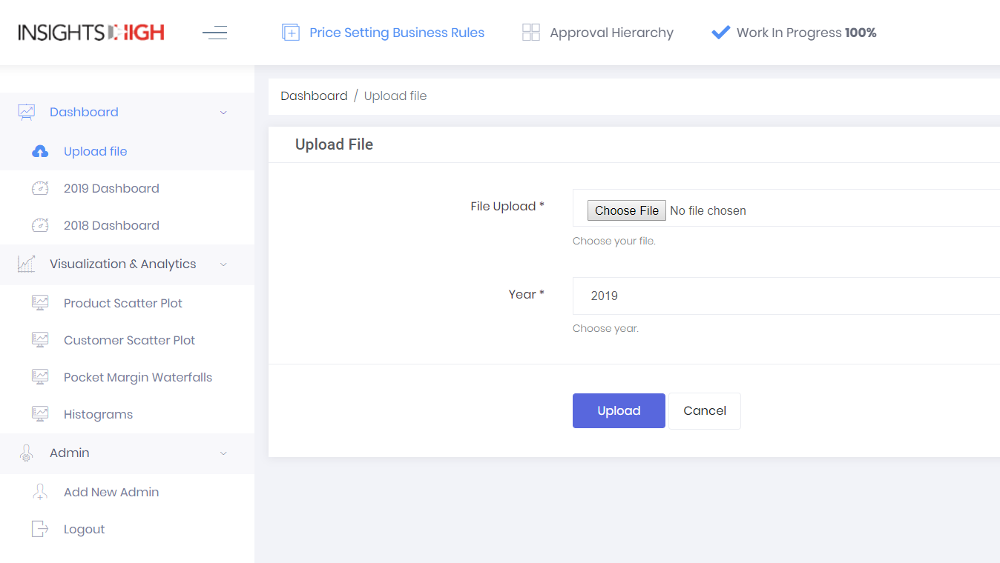 INSIGHTS HIGH
Price Setting Business Rules
Approval Hierarchy
Work In Progress 100%
Dashboard
Upload file
2019 Dashboard
2018 Dashboard
Visualization & Analytics
Product Scatter Plot
Customer Scatter Plot
Pocket Margin Waterfalls
Histograms
Admin
Add New Admin
Logout
Dashboard / Upload file
Upload File
File Upload *
Choose File No file chosen
Choose your file.
Year *
2019
Choose year.
Upload
Cancel